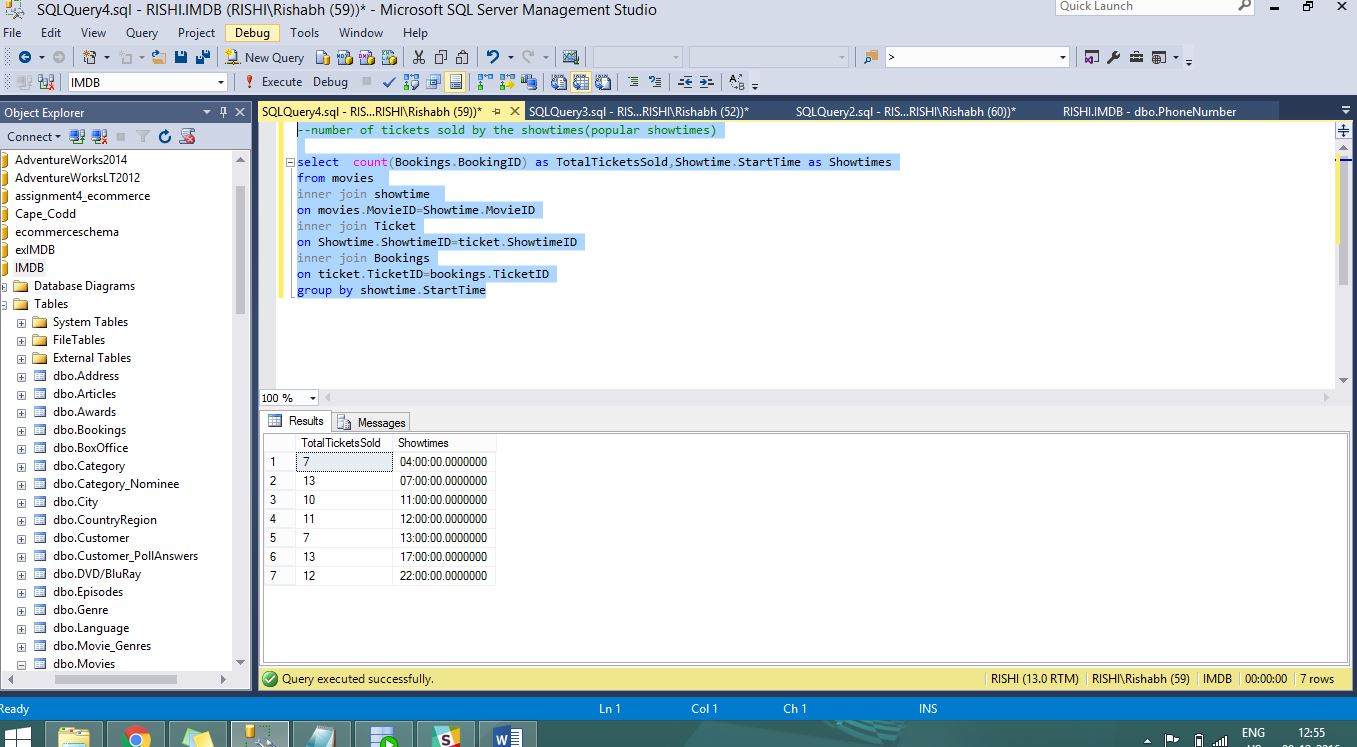 SQLQuery4.sql - RISHI.IMDB (RISHI\Rishabh (59))* - Microsoft SQL Server Management Studio
Quick Launch
File Edit View Query Project Debug Tools Window Help
New Query
>
IMDB
Execute Debug
Object Explorer
SQLQuery4.sql - RIS...RISHI\Rishabh (59))*
SQLQuery3.sql - RIS...RISHI\Rishabh (52))*
SQLQuery2.sql - RIS...RISHI\Rishabh (60))*
RISHI.IMDB - dbo.PhoneNumber
Connect
AdventureWorks2014
AdventureWorksLT2012
assignment4_ecommerce
Cape_Codd
ecommerceschema
exIMDB
IMDB
Database Diagrams
Tables
System Tables
FileTables
External Tables
dbo.Address
dbo.Articles
dbo.Awards
dbo.Bookings
dbo.BoxOffice
dbo.Category
dbo.Category_Nominee
dbo.City
dbo.CountryRegion
dbo.Customer
dbo.Customer_PollAnswers
dbo.DVD/BluRay
dbo.Episodes
dbo.Genre
dbo.Language
dbo.Movie_Genres
dbo.Movies
--number of tickets sold by the showtimes(popular showtimes)
select  count(Bookings.BookingID) as TotalTicketsSold,Showtime.StartTime as Showtimes
from movies
inner join showtime
on movies.MovieID=Showtime.MovieID
inner join Ticket
on Showtime.ShowtimeID=ticket.ShowtimeID
inner join Bookings
on ticket.TicketID=bookings.TicketID
group by showtime.StartTime
100 %
Results Messages
TotalTicketsSold Showtimes
1 7 04:00:00.0000000
2 13 07:00:00.0000000
3 10 11:00:00.0000000
4 11 12:00:00.0000000
5 7 13:00:00.0000000
6 13 17:00:00.0000000
7 12 22:00:00.0000000
Query executed successfully.
RISHI (13.0 RTM) RISHI\Rishabh (59) IMDB 00:00:00 7 rows
Ready Ln 1 Col 1 Ch 1 INS
ENG 12:55